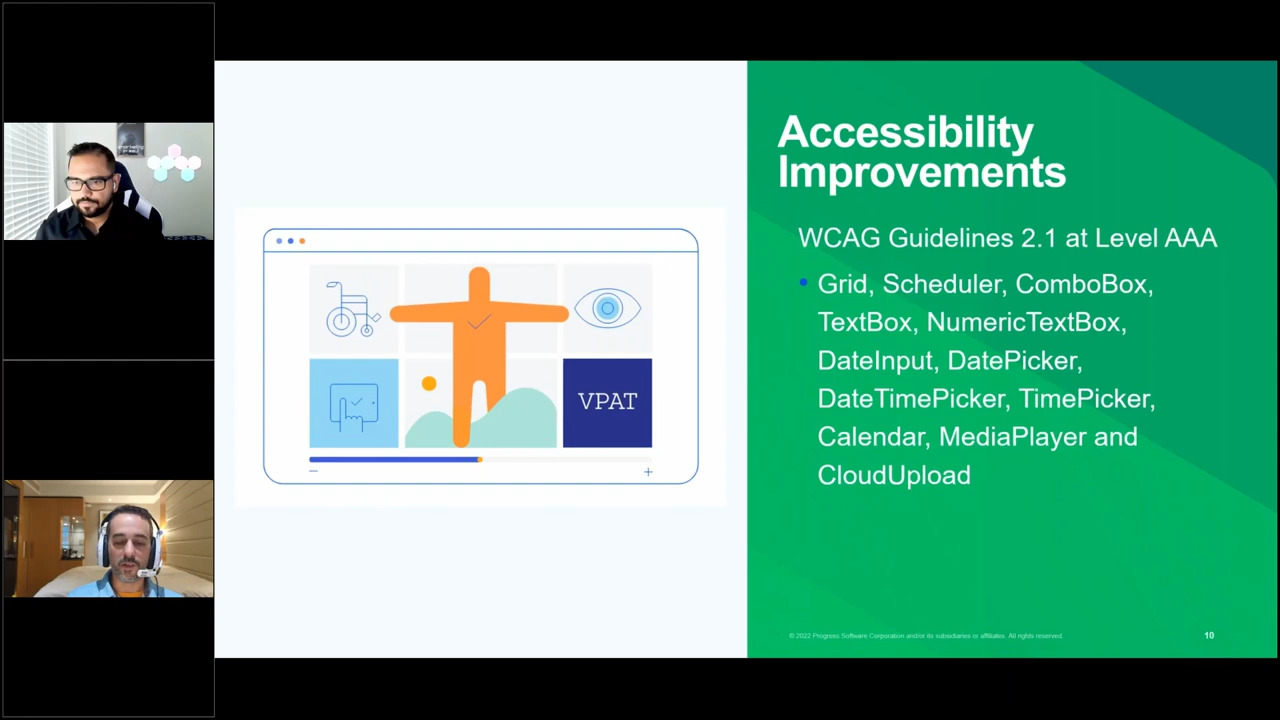 Accessibility
Improvements
WCAG Guidelines 2.1 at Level AAA
• Grid, Scheduler, ComboBox,
TextBox, NumericTextBox,
DateInput, DatePicker,
DateTimePicker, TimePicker,
Calendar, MediaPlayer and
CloudUpload
VPAT
© 2022 Progress Software Corporation and/or its subsidiaries or affiliates. All rights reserved.
10